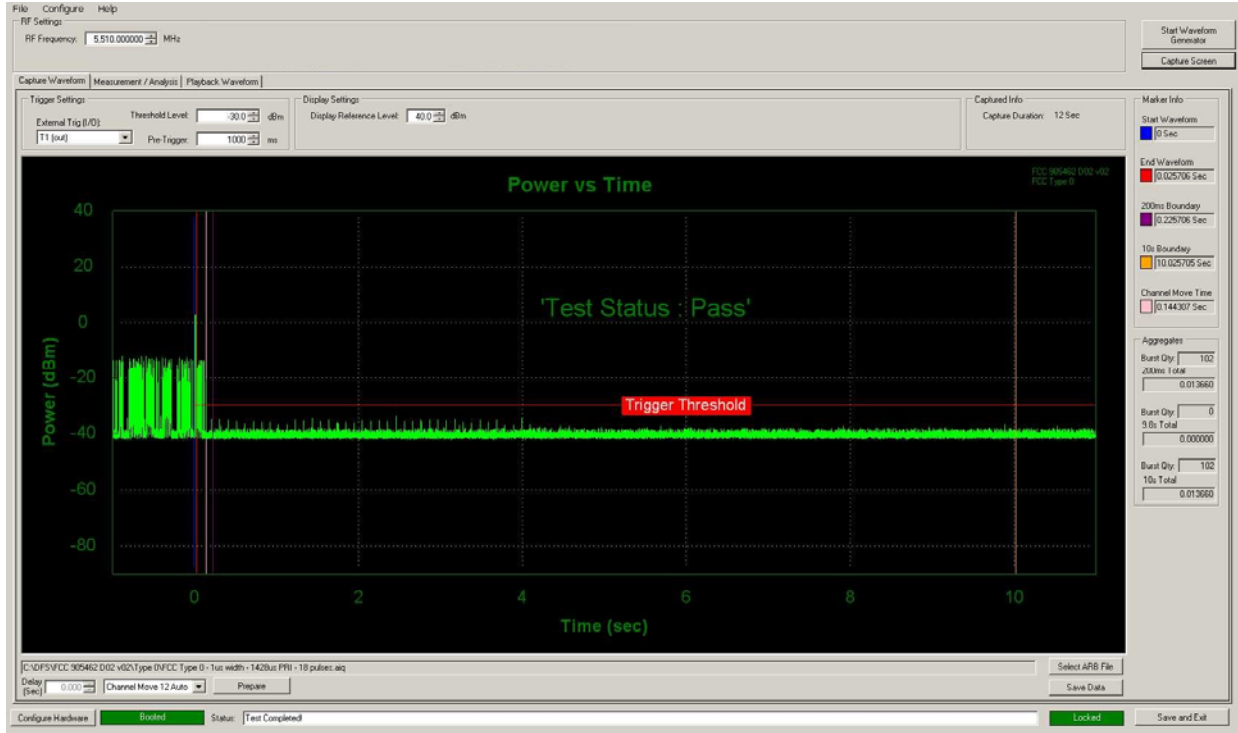 File Configure Help
RF Settings
RF Frequency: 5,510.000000 MHz
Start Waveform Generator
Capture Screen
Capture Waveform Measurement / Analysis Playback Waveform
Trigger Settings
External Trig (I/O):
T1 (out)
Threshold Level: -30.0 dBm
Pre-Trigger: 1000 ms
Display Settings
Display Reference Level: 40.0 dBm
Captured Info
Capture Duration: 12 Sec
Power vs Time
FCC 905462 D02 v02
FCC Type 0
'Test Status : Pass'
Trigger Threshold
Power (dBm)
40
20
0
-20
-40
-60
-80
0 2 4 6 8 10
Time (sec)
Marker Info
Start Waveform
0 Sec
End Waveform
0.025706 Sec
200ms Boundary
0.225706 Sec
10s Boundary
10.025705 Sec
Channel Move Time
0.144307 Sec
Aggregates
Burst Qty: 102
200ms Total
0.013660
Burst Qty: 0
9.8s Total
0.000000
Burst Qty: 102
10s Total
0.013660
C:\DFS\FCC 905462 D02 v02\Type 0\FCC Type 0 - 1us width - 1428us PRI - 18 pulses.aiq
Select ARB File
Delay (Sec) 0.000 Channel Move 12 Auto Prepare
Save Data
Configure Hardware Booted Status: Test Completed! Locked Save and Exit